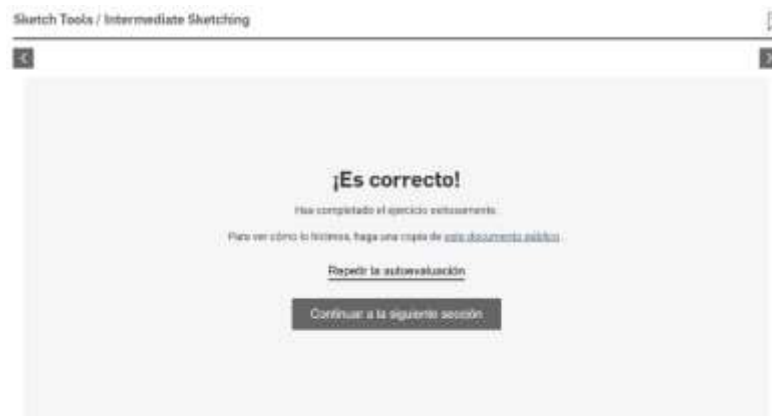 Sketch Tools / Intermediate Sketching
¡Es correcto!
Has completado el ejercicio exitosamente.
Para ver cómo lo hicimos, haga una copia de este documento público.
Repetir la autoevaluación
Continuar a la siguiente sección